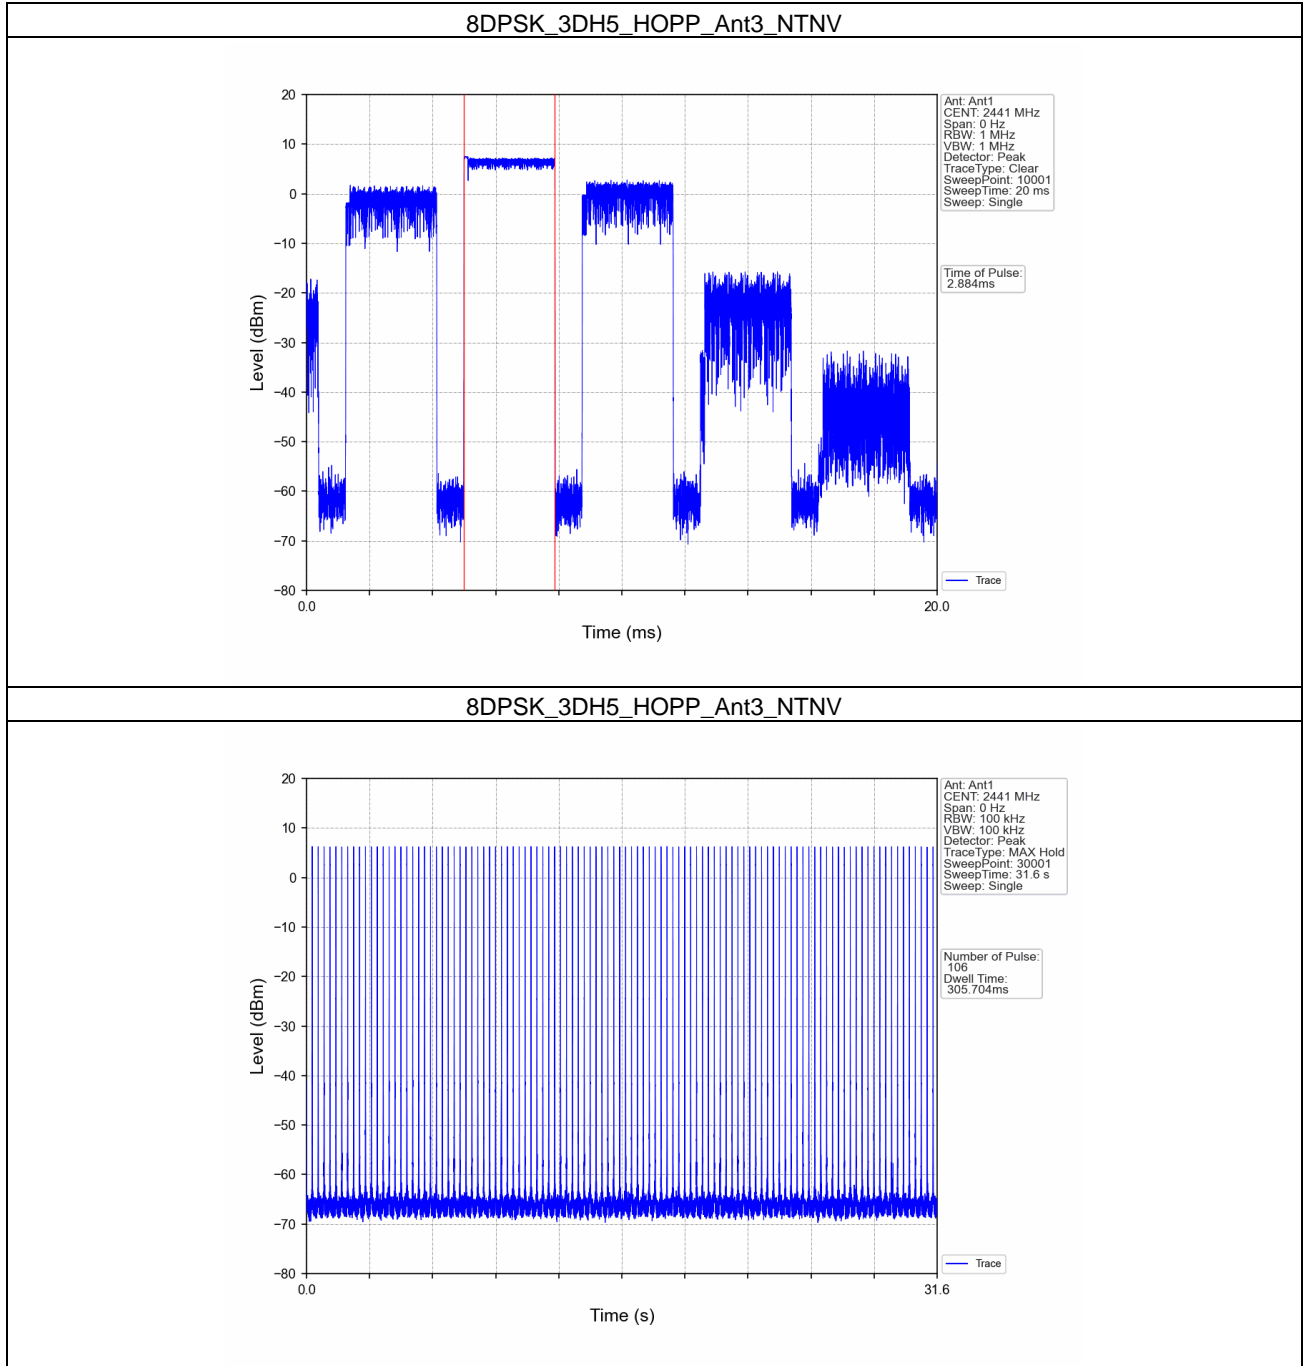 8DPSK_3DH5_HOPP_Ant3_NTNV
20
10
0
−10
−20
−30
−40
−50
−60
−70
−80
Level (dBm)
0.0
20.0
Time (ms)
Ant: Ant1
CENT: 2441 MHz
Span: 0 Hz
RBW: 1 MHz
VBW: 1 MHz
Detector: Peak
TraceType: Clear
SweepPoint: 10001
SweepTime: 20 ms
Sweep: Single
Time of Pulse:
2.884ms
Trace
8DPSK_3DH5_HOPP_Ant3_NTNV
20
10
0
−10
−20
−30
−40
−50
−60
−70
−80
Level (dBm)
0.0
31.6
Time (s)
Ant: Ant1
CENT: 2441 MHz
Span: 0 Hz
RBW: 100 kHz
VBW: 100 kHz
Detector: Peak
TraceType: MAX Hold
SweepPoint: 30001
SweepTime: 31.6 s
Sweep: Single
Number of Pulse:
106
Dwell Time:
305.704ms
Trace